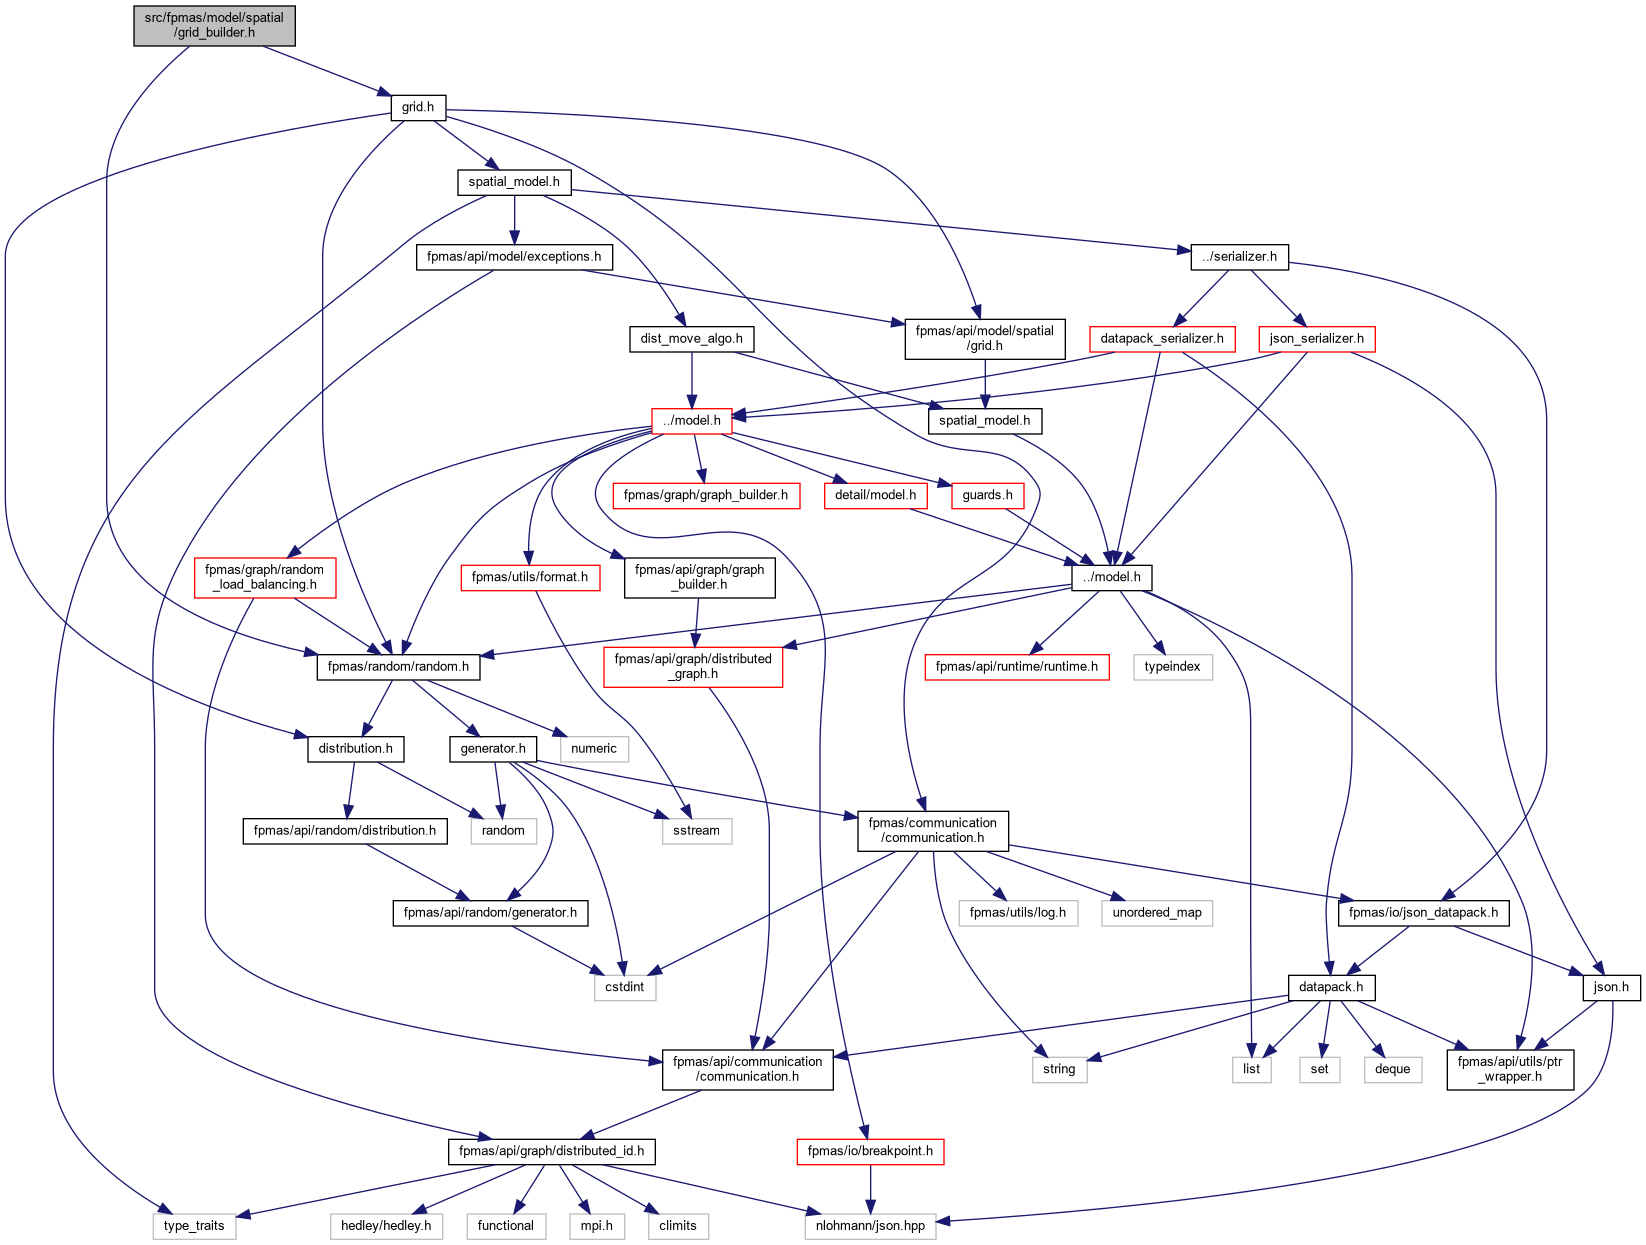 src/fpmas/model/spatial
/grid_builder.h
grid.h
spatial_model.h
fpmas/api/model/exceptions.h
../serializer.h
dist_move_algo.h
fpmas/api/model/spatial
/grid.h
datapack_serializer.h
json_serializer.h
../model.h
spatial_model.h
fpmas/graph/graph_builder.h
detail/model.h
guards.h
fpmas/graph/random
_load_balancing.h
fpmas/utils/format.h
fpmas/api/graph/graph
_builder.h
../model.h
fpmas/random/random.h
fpmas/api/graph/distributed
_graph.h
fpmas/api/runtime/runtime.h
typeindex
distribution.h
generator.h
numeric
fpmas/api/random/distribution.h
random
sstream
fpmas/communication
/communication.h
fpmas/api/random/generator.h
fpmas/utils/log.h
unordered_map
fpmas/io/json_datapack.h
cstdint
datapack.h
json.h
fpmas/api/communication
/communication.h
string
list
set
deque
fpmas/api/utils/ptr
_wrapper.h
fpmas/api/graph/distributed_id.h
fpmas/io/breakpoint.h
type_traits
hedley/hedley.h
functional
mpi.h
climits
nlohmann/json.hpp